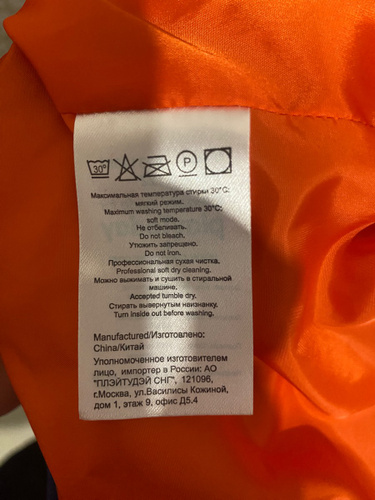 30°
P
Максимальная температура стирки 30°C:
мягкий режим.
Maximum washing temperature 30°C:
soft mode.
Не отбеливать.
Do not bleach.
Утюжить запрещено.
Do not Iron.
Профессиональная сухая чистка.
Professional soft dry cleaning.
Можно выжимать и сушить в стиральной
машине.
Accepted tumble dry.
Стирать вывернутым наизнанку.
Turn inside out before washing.
Manufactured/Изготовлено:
China/Китай
Уполномоченное изготовителем
лицо, импортер в России: АО
"ПЛЭЙТУДЭЙ СНГ", 121096,
г.Москва, ул.Василисы Кожиной,
дом 1, этаж 9, офис Д5.4